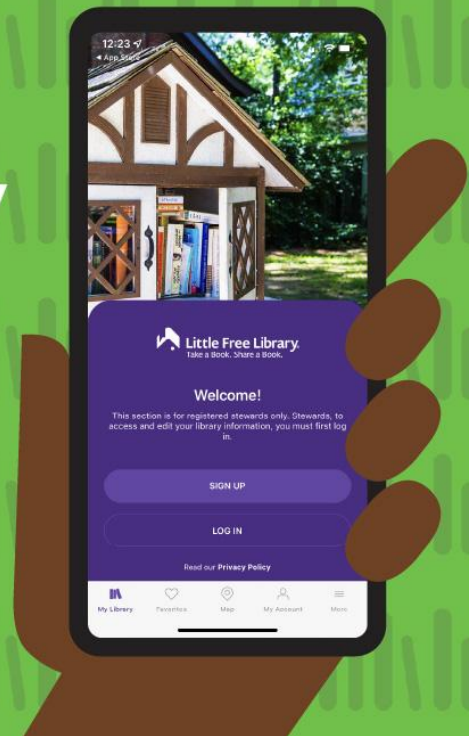 12:23
◀ App Store
Little Free Library.
Take a Book. Share a Book.
Welcome!
This section is for registered stewards only. Stewards, to
access and edit your library information, you must first log
in.
SIGN UP
LOG IN
Read our Privacy Policy
My Library Favorites Map My Account More